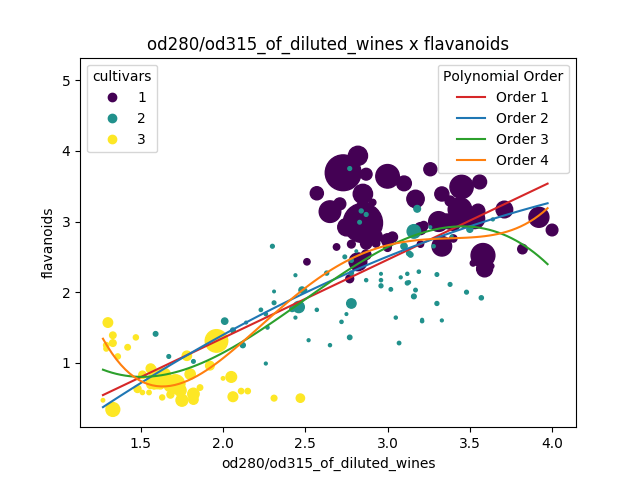 od280/od315_of_diluted_wines x flavanoids
cultivars
1
2
3
Polynomial Order
Order 1
Order 2
Order 3
Order 4
flavanoids
5
4
3
2
1
1.5 2.0 2.5 3.0 3.5 4.0
od280/od315_of_diluted_wines